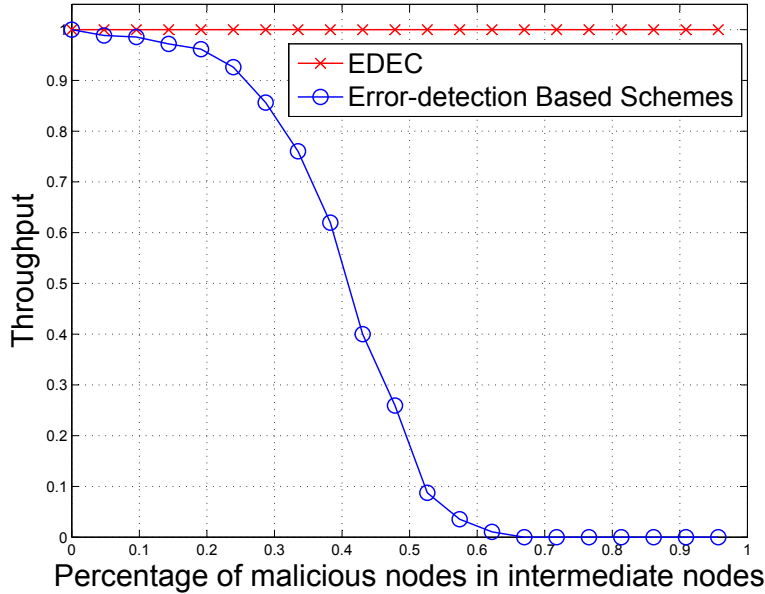 1
0.9
0.8
0.7
0.6
0.5
0.4
0.3
0.2
0.1
0
EDEC
Error-detection Based Schemes
Throughput
0 0.1 0.2 0.3 0.4 0.5 0.6 0.7 0.8 0.9 1
Percentage of malicious nodes in intermediate nodes